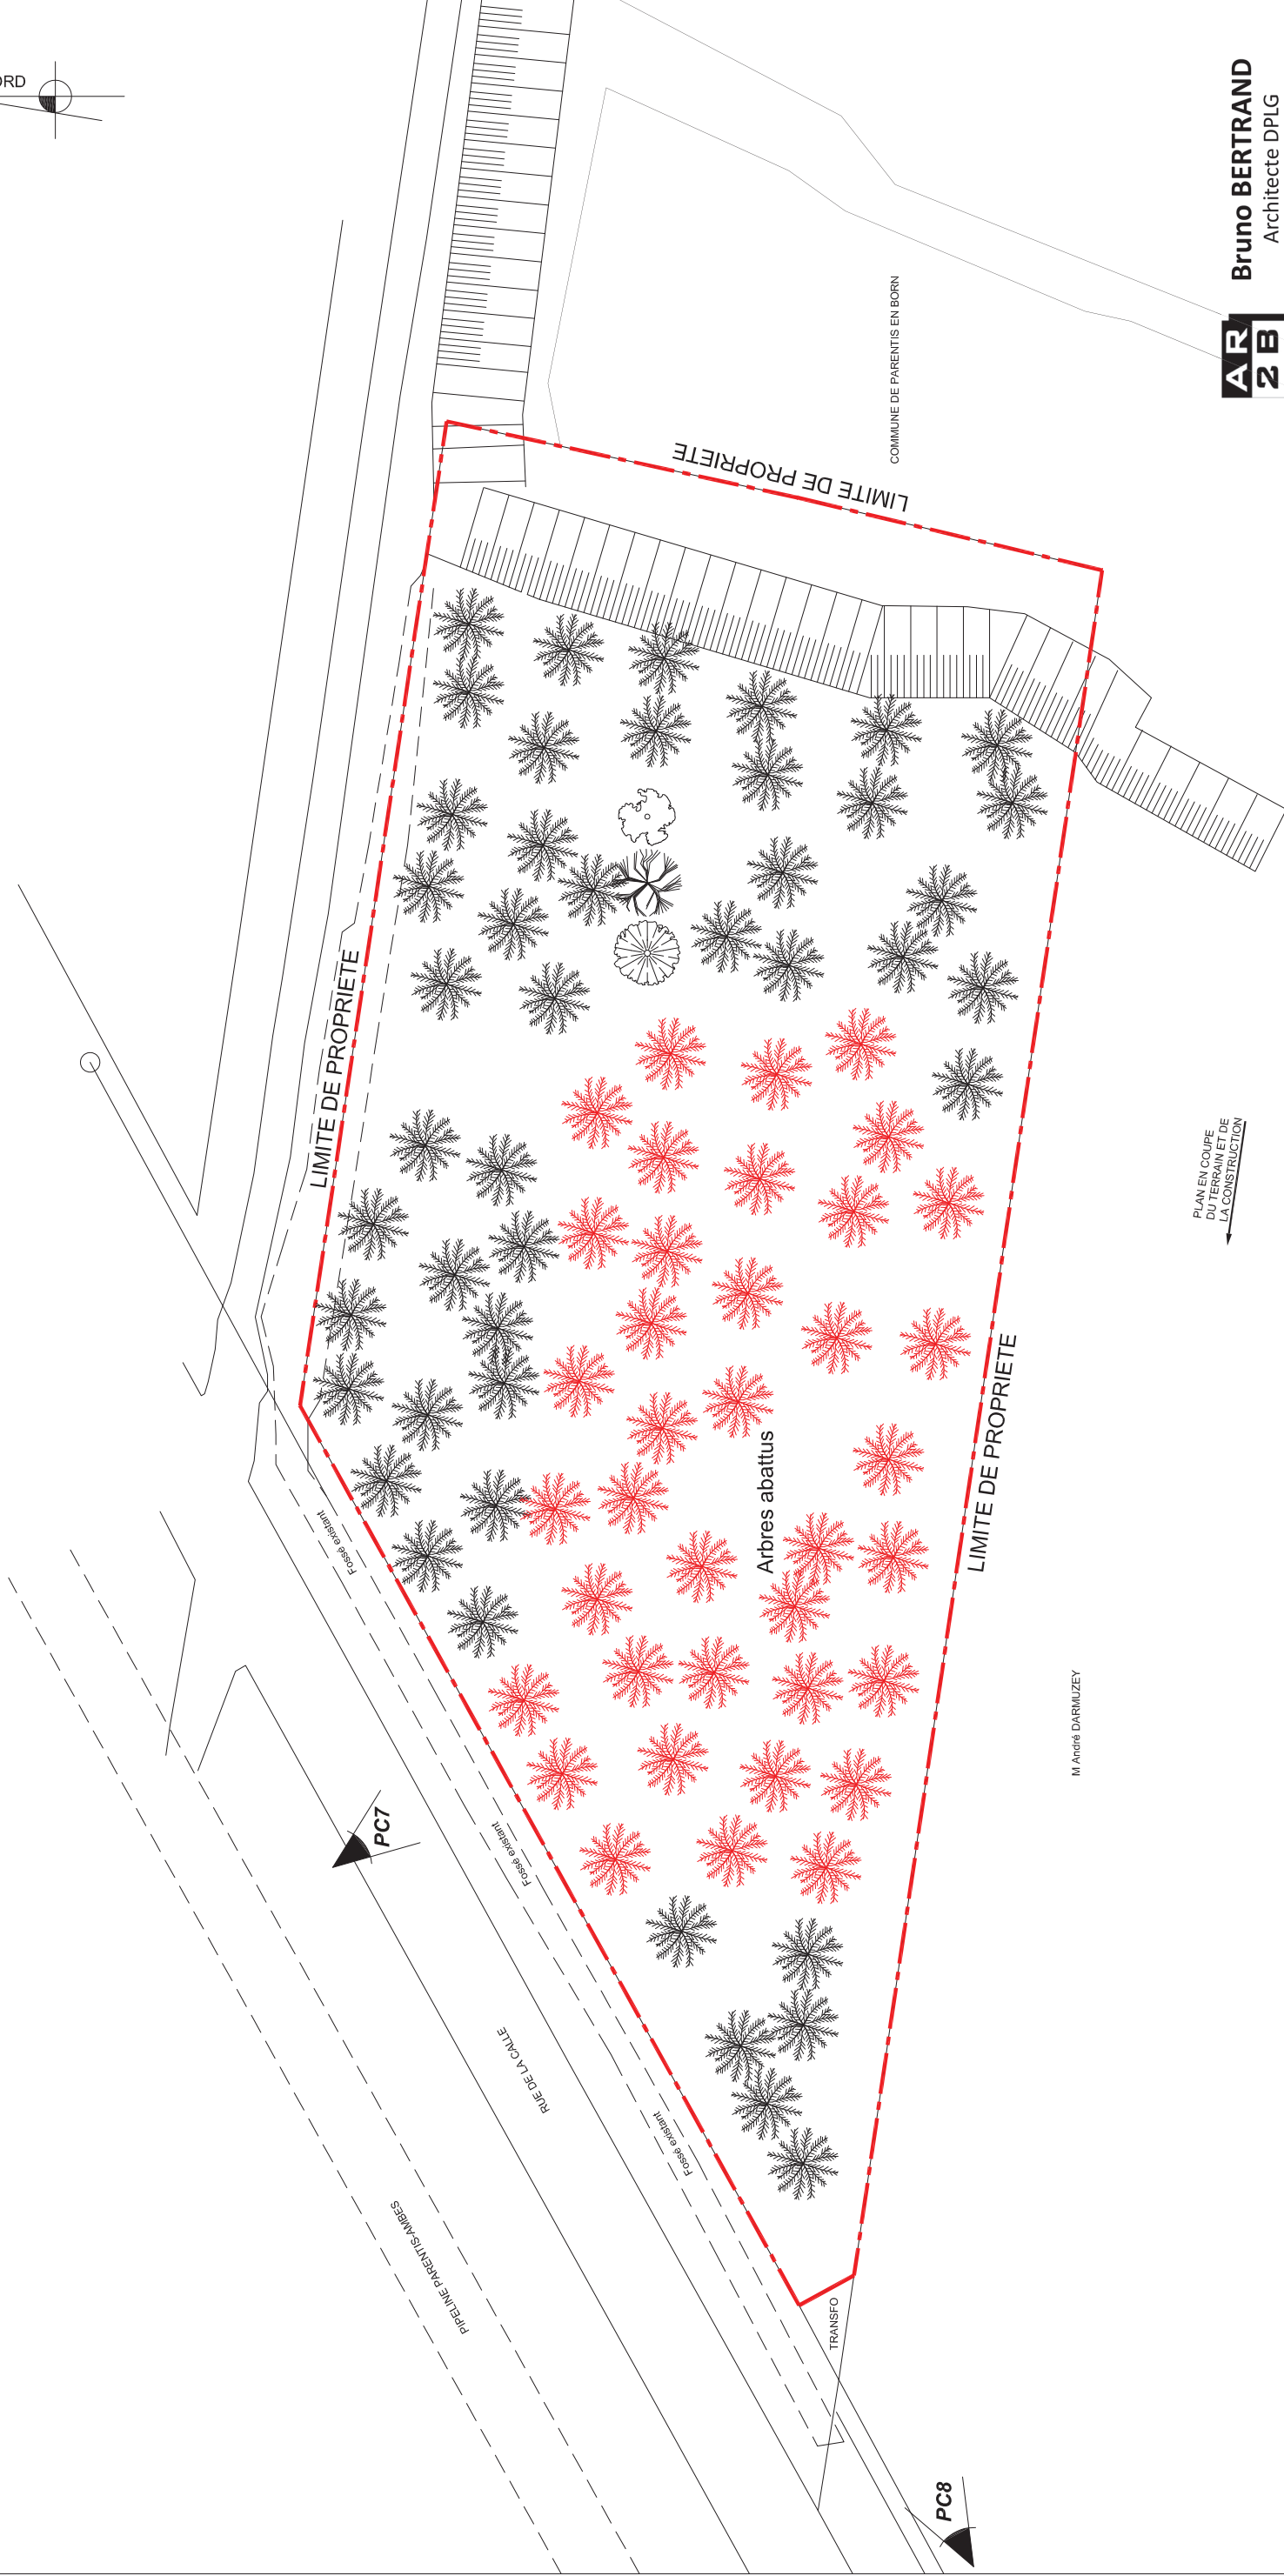 ORD
Bruno BERTRAND
Architecte DPLG
AR
2B
COMMUNE DE PARENTIS EN BORN
LIMITE DE PROPRIETE
LIMITE DE PROPRIETE
PLAN EN COUPE
DU TERRAIN ET DE
LA CONSTRUCTION
LIMITE DE PROPRIETE
Arbres abattus
Fossé existant
M André DARMUZEY
PC7
Fossé existant
RUE DE LA CALLE
Fossé existant
PIPELINE PARENTIS-AMBES
TRANSFO
PC8